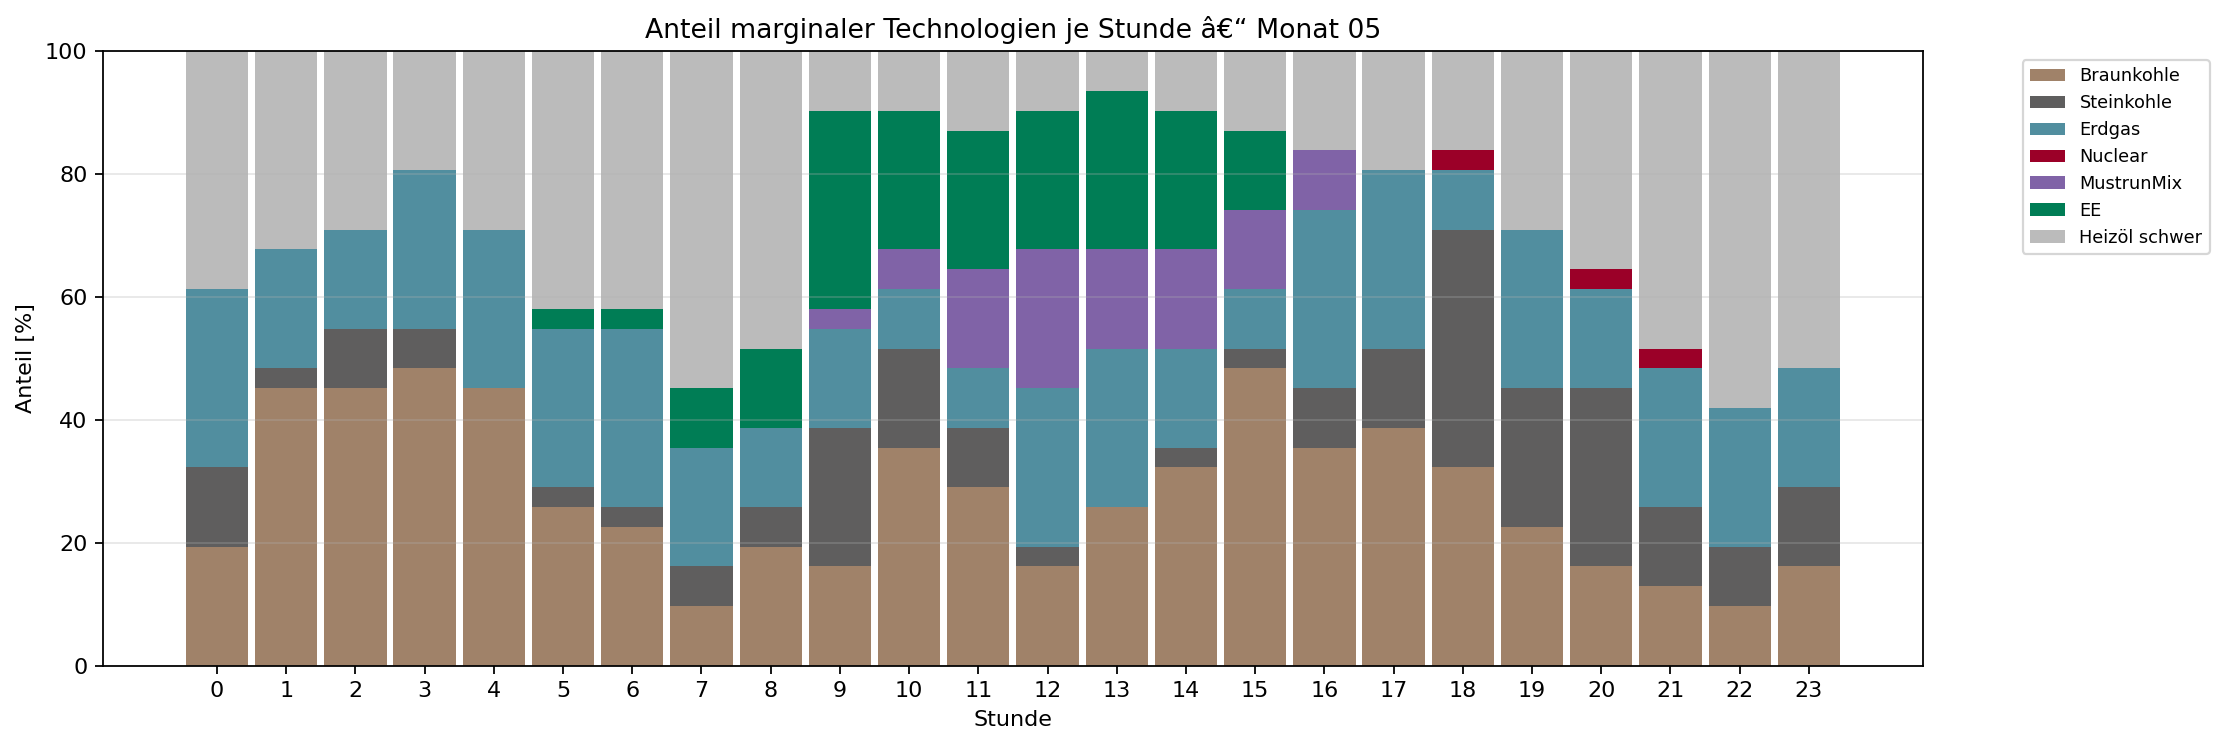 Anteil marginaler Technologien je Stunde â€“ Monat 05
Anteil [%]
100
80
60
40
20
0
0 1 2 3 4 5 6 7 8 9 10 11 12 13 14 15 16 17 18 19 20 21 22 23
Stunde
Braunkohle
Steinkohle
Erdgas
Nuclear
MustrunMix
EE
Heizöl schwer